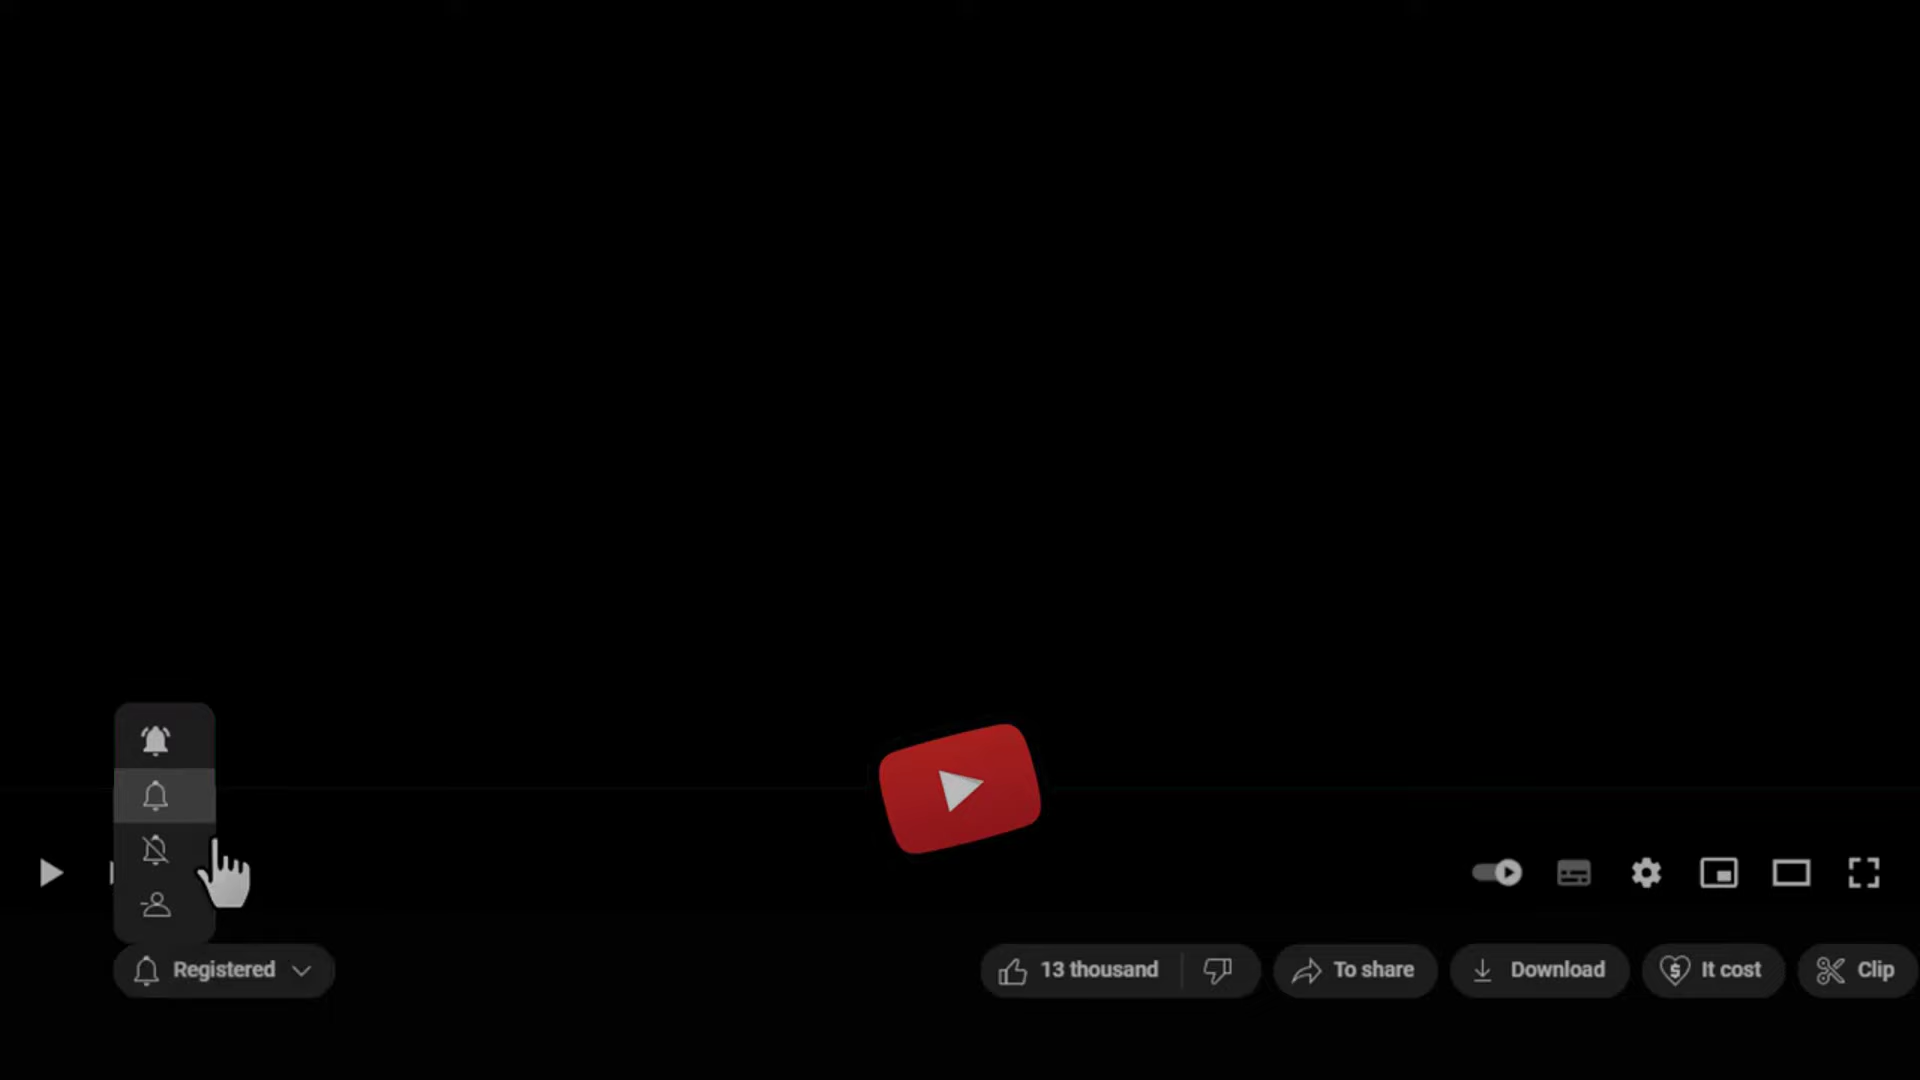 Registered
13 thousand
To share
Download
It cost
Clip